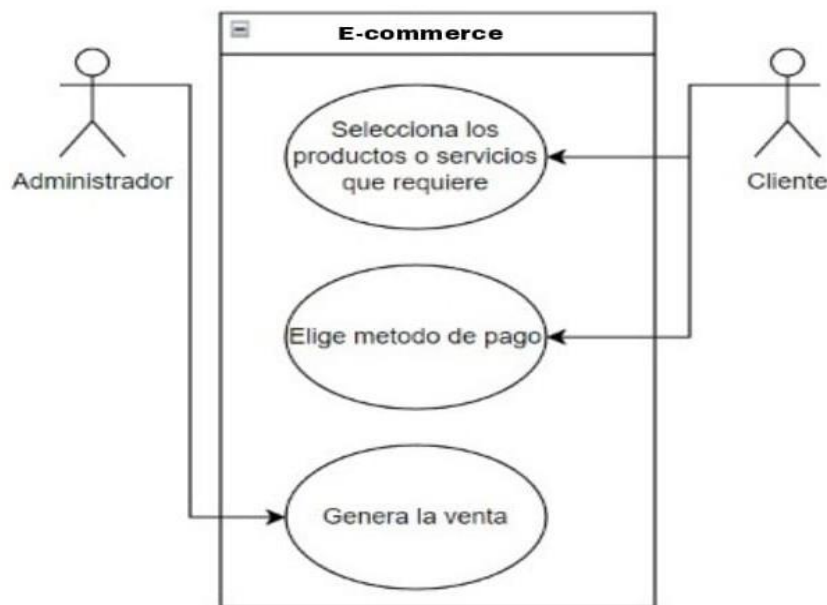 E-commerce
Administrador
Cliente
Selecciona los
productos o servicios
que requiere
Elige metodo de pago
Genera la venta